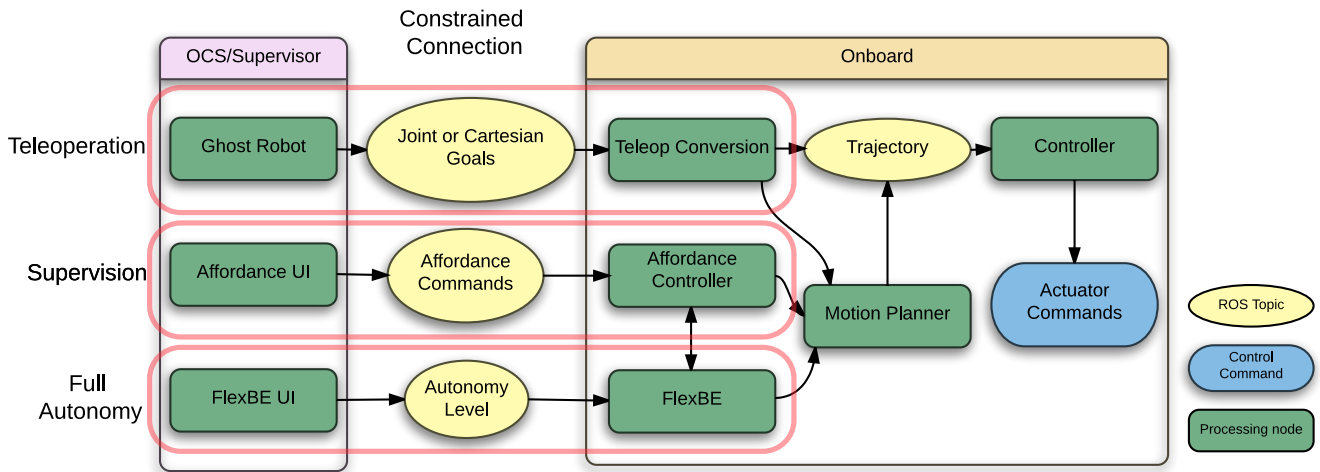 Constrained
Connection
OCS/Supervisor
Onboard
Teleoperation
Ghost Robot
Joint or Cartesian
Goals
Teleop Conversion
Trajectory
Controller
Supervision
Affordance UI
Affordance
Commands
Affordance
Controller
Motion Planner
Actuator
Commands
Full
Autonomy
FlexBE UI
Autonomy
Level
FlexBE
ROS Topic
Control
Command
Processing node